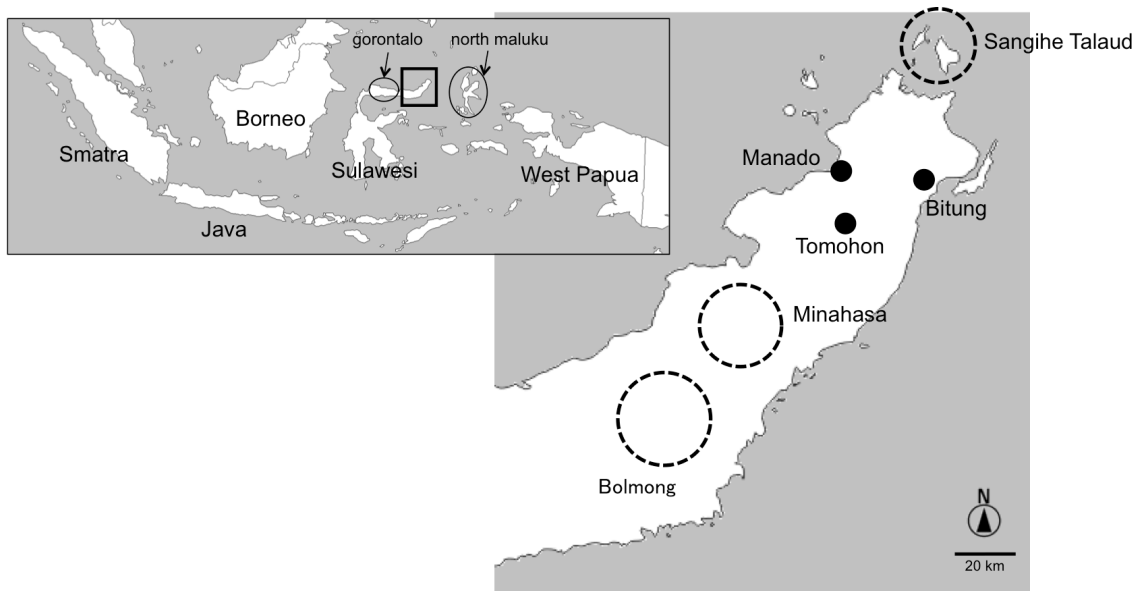 gorontalo
north maluku
Borneo
Smatra
Sulawesi
West Papua
Java
Sangihe Talaud
Manado
Bitung
Tomohon
Minahasa
Bolmong
N
20 km